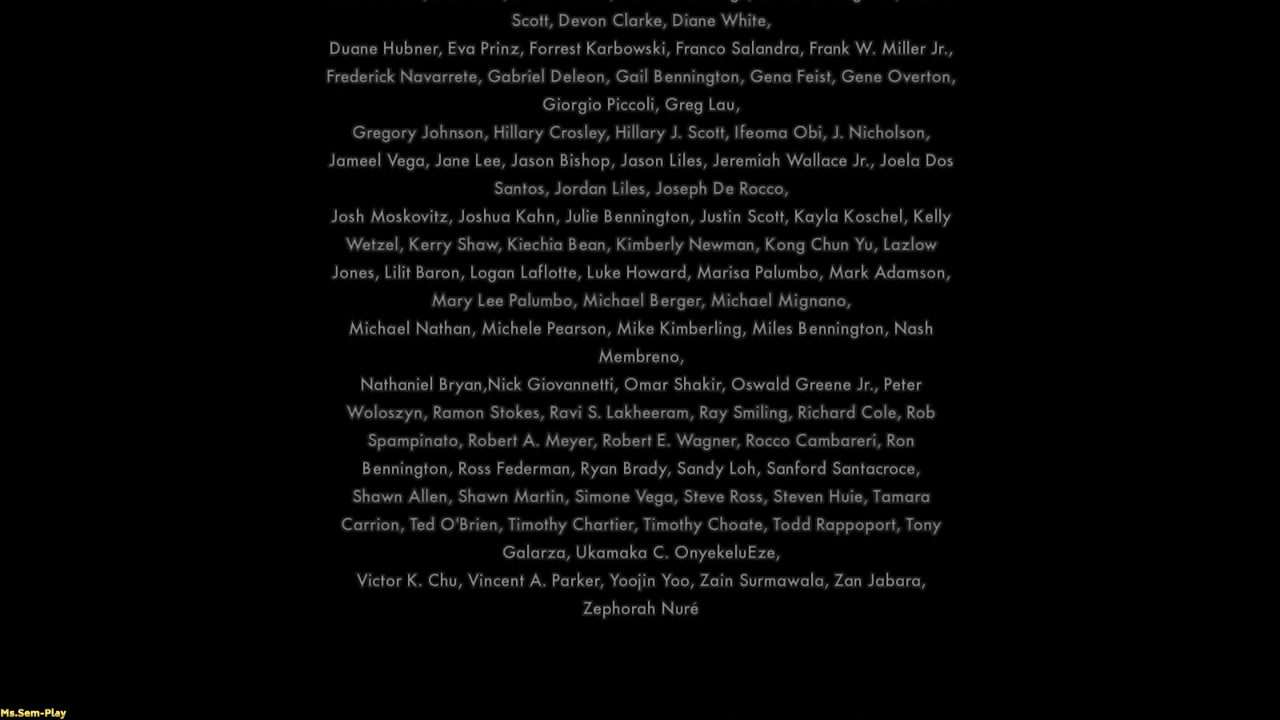 Scott, Devon Clarke, Diane White,
Duane Hubner, Eva Prinz, Forrest Karbowski, Franco Salandra, Frank W. Miller Jr.,
Frederick Navarrete, Gabriel Deleon, Gail Bennington, Gena Feist, Gene Overton,
Giorgio Piccoli, Greg Lau,
Gregory Johnson, Hillary Crosley, Hillary J. Scott, Ifeoma Obi, J. Nicholson,
Jameel Vega, Jane Lee, Jason Bishop, Jason Liles, Jeremiah Wallace Jr., Joela Dos
Santos, Jordan Liles, Joseph De Rocco,
Josh Moskovitz, Joshua Kahn, Julie Bennington, Justin Scott, Kayla Koschel, Kelly
Wetzel, Kerry Shaw, Kiechia Bean, Kimberly Newman, Kong Chun Yu, Lazlow
Jones, Lilit Baron, Logan Laflotte, Luke Howard, Marisa Palumbo, Mark Adamson,
Mary Lee Palumbo, Michael Berger, Michael Mignano,
Michael Nathan, Michele Pearson, Mike Kimberling, Miles Bennington, Nash
Membreno,
Nathaniel Bryan,Nick Giovannetti, Omar Shakir, Oswald Greene Jr., Peter
Woloszyn, Ramon Stokes, Ravi S. Lakheeram, Ray Smiling, Richard Cole, Rob
Spampinato, Robert A. Meyer, Robert E. Wagner, Rocco Cambareri, Ron
Bennington, Ross Federman, Ryan Brady, Sandy Loh, Sanford Santacroce,
Shawn Allen, Shawn Martin, Simone Vega, Steve Ross, Steven Huie, Tamara
Carrion, Ted O'Brien, Timothy Chartier, Timothy Choate, Todd Rappoport, Tony
Galarza, Ukamaka C. OnyekeluEze,
Victor K. Chu, Vincent A. Parker, Yoojin Yoo, Zain Surmawala, Zan Jabara,
Zephorah Nuré
Ms.Sem-Play